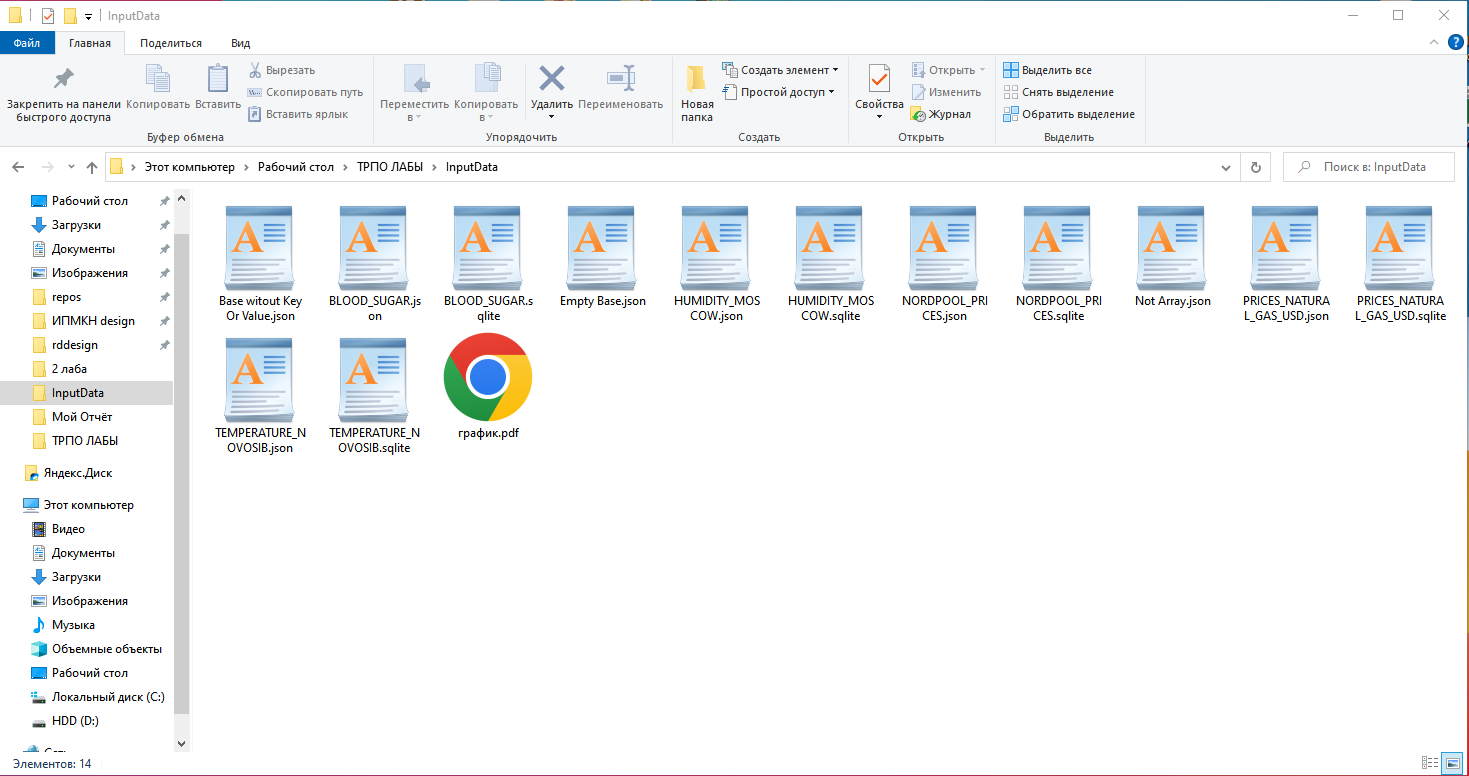 InputData
Файл Главная Поделиться Вид
Закрепить на панели
быстрого доступа
Копировать
Вставить
Вырезать
Скопировать путь
Вставить ярлык
Буфер обмена
Переместить
в
Копировать
в
Удалить
Переименовать
Упорядочить
Новая
папка
Создать элемент
Простой доступ
Создать
Свойства
Открыть
Изменить
Журнал
Открыть
Выделить все
Снять выделение
Обратить выделение
Выделить
Этот компьютер › Рабочий стол › ТРПО ЛАБЫ › InputData
Поиск в: InputData
Рабочий стол
Загрузки
Документы
Изображения
repos
ИПМКН design
rddesign
2 лаба
InputData
Мой Отчёт
ТРПО ЛАБЫ
Яндекс.Диск
Этот компьютер
Видео
Документы
Загрузки
Изображения
Музыка
Объемные объекты
Рабочий стол
Локальный диск (C:)
HDD (D:)
Base witout Key
Or Value.json
BLOOD_SUGAR.js
on
BLOOD_SUGAR.s
qlite
Empty Base.json
HUMIDITY_MOS
COW.json
HUMIDITY_MOS
COW.sqlite
NORDPOOL_PRI
CES.json
NORDPOOL_PRI
CES.sqlite
Not Array.json
PRICES_NATURA
L_GAS_USD.json
PRICES_NATURA
L_GAS_USD.sqlite
TEMPERATURE_N
OVOSIB.json
TEMPERATURE_N
OVOSIB.sqlite
график.pdf
Элементов: 14